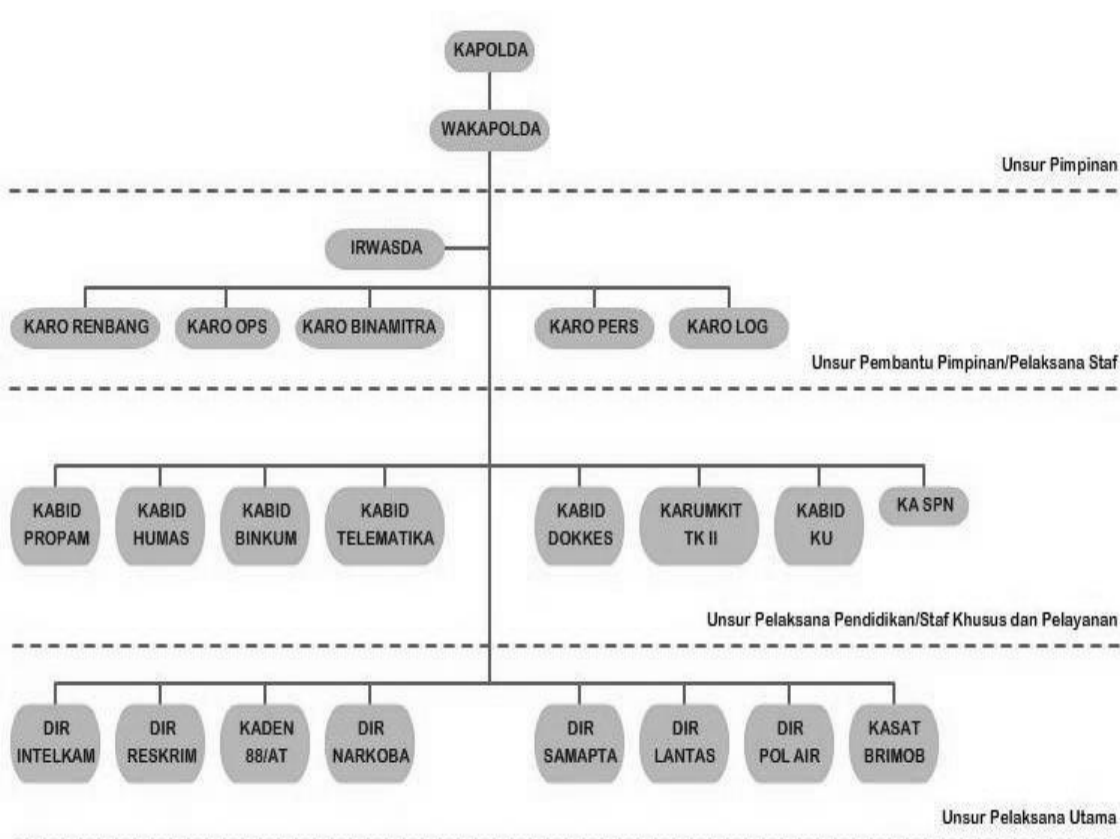 KAPOLDA
WAKAPOLDA
Unsur Pimpinan
IRWASDA
KARO RENBANG
KARO OPS
KARO BINAMITRA
KARO PERS
KARO LOG
Unsur Pembantu Pimpinan/Pelaksana Staf
KABID
PROPAM
KABID
HUMAS
KABID
BINKUM
KABID
TELEMATIKA
KABID
DOKKES
KARUMKIT
TK II
KABID
KU
KA SPN
Unsur Pelaksana Pendidikan/Staf Khusus dan Pelayanan
DIR
INTELKAM
DIR
RESKRIM
KADEN
88/AT
DIR
NARKOBA
DIR
SAMAPTA
DIR
LANTAS
DIR
POL AIR
KASAT
BRIMOB
Unsur Pelaksana Utama